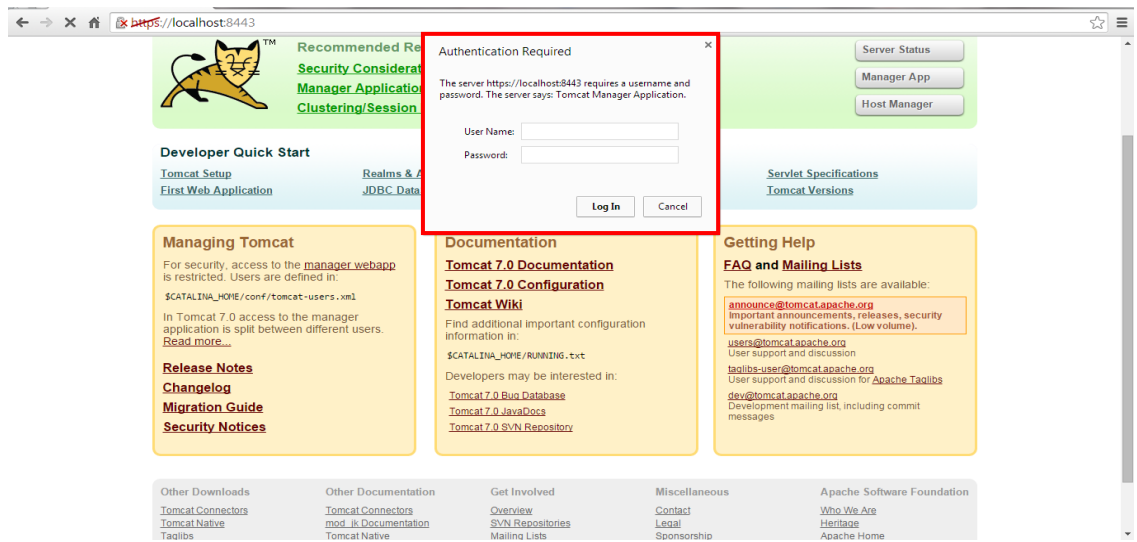 https://localhost:8443
TM
Recommended Re
Security Considerat
Manager Application
Clustering/Session
Server Status
Manager App
Host Manager
Authentication Required
×
The server https://localhost:8443 requires a username and
password. The server says: Tomcat Manager Application.
User Name:
Password:
Log In
Cancel
Developer Quick Start
Tomcat Setup
First Web Application
Realms & A
JDBC Data
Servlet Specifications
Tomcat Versions
Managing Tomcat
For security, access to the manager webapp
is restricted. Users are defined in:
$CATALINA_HOME/conf/tomcat-users.xml
In Tomcat 7.0 access to the manager
application is split between different users.
Read more...
Release Notes
Changelog
Migration Guide
Security Notices
Documentation
Tomcat 7.0 Documentation
Tomcat 7.0 Configuration
Tomcat Wiki
Find additional important configuration
information in:
$CATALINA_HOME/RUNNING.txt
Developers may be interested in:
Tomcat 7.0 Bug Database
Tomcat 7.0 JavaDocs
Tomcat 7.0 SVN Repository
Getting Help
FAQ and Mailing Lists
The following mailing lists are available:
announce@tomcat.apache.org
Important announcements, releases, security
vulnerability notifications. (Low volume).
users@tomcat.apache.org
User support and discussion
taglibs-user@tomcat.apache.org
User support and discussion for Apache Taglibs
dev@tomcat.apache.org
Development mailing list, including commit
messages
Other Downloads
Tomcat Connectors
Tomcat Native
Taglibs
Other Documentation
Tomcat Connectors
mod_jk Documentation
Tomcat Native
Get Involved
Overview
SVN Repositories
Mailing Lists
Miscellaneous
Contact
Legal
Sponsorship
Apache Software Foundation
Who We Are
Heritage
Apache Home